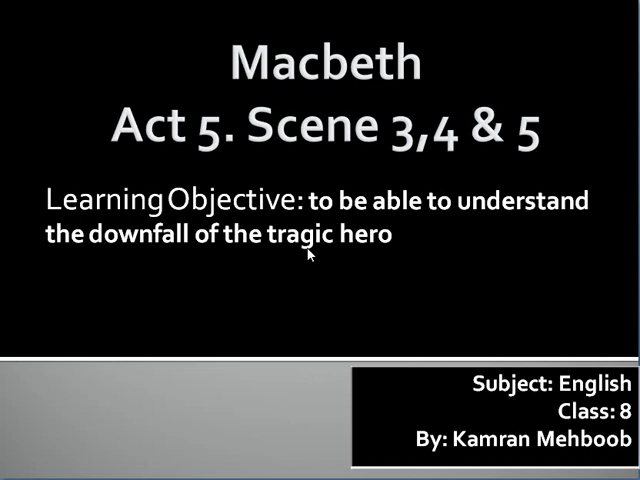 Macbeth
Act 5. Scene 3,4 & 5
Learning Objective: to be able to understand
the downfall of the tragic hero
Subject: English
Class: 8
By: Kamran Mehboob